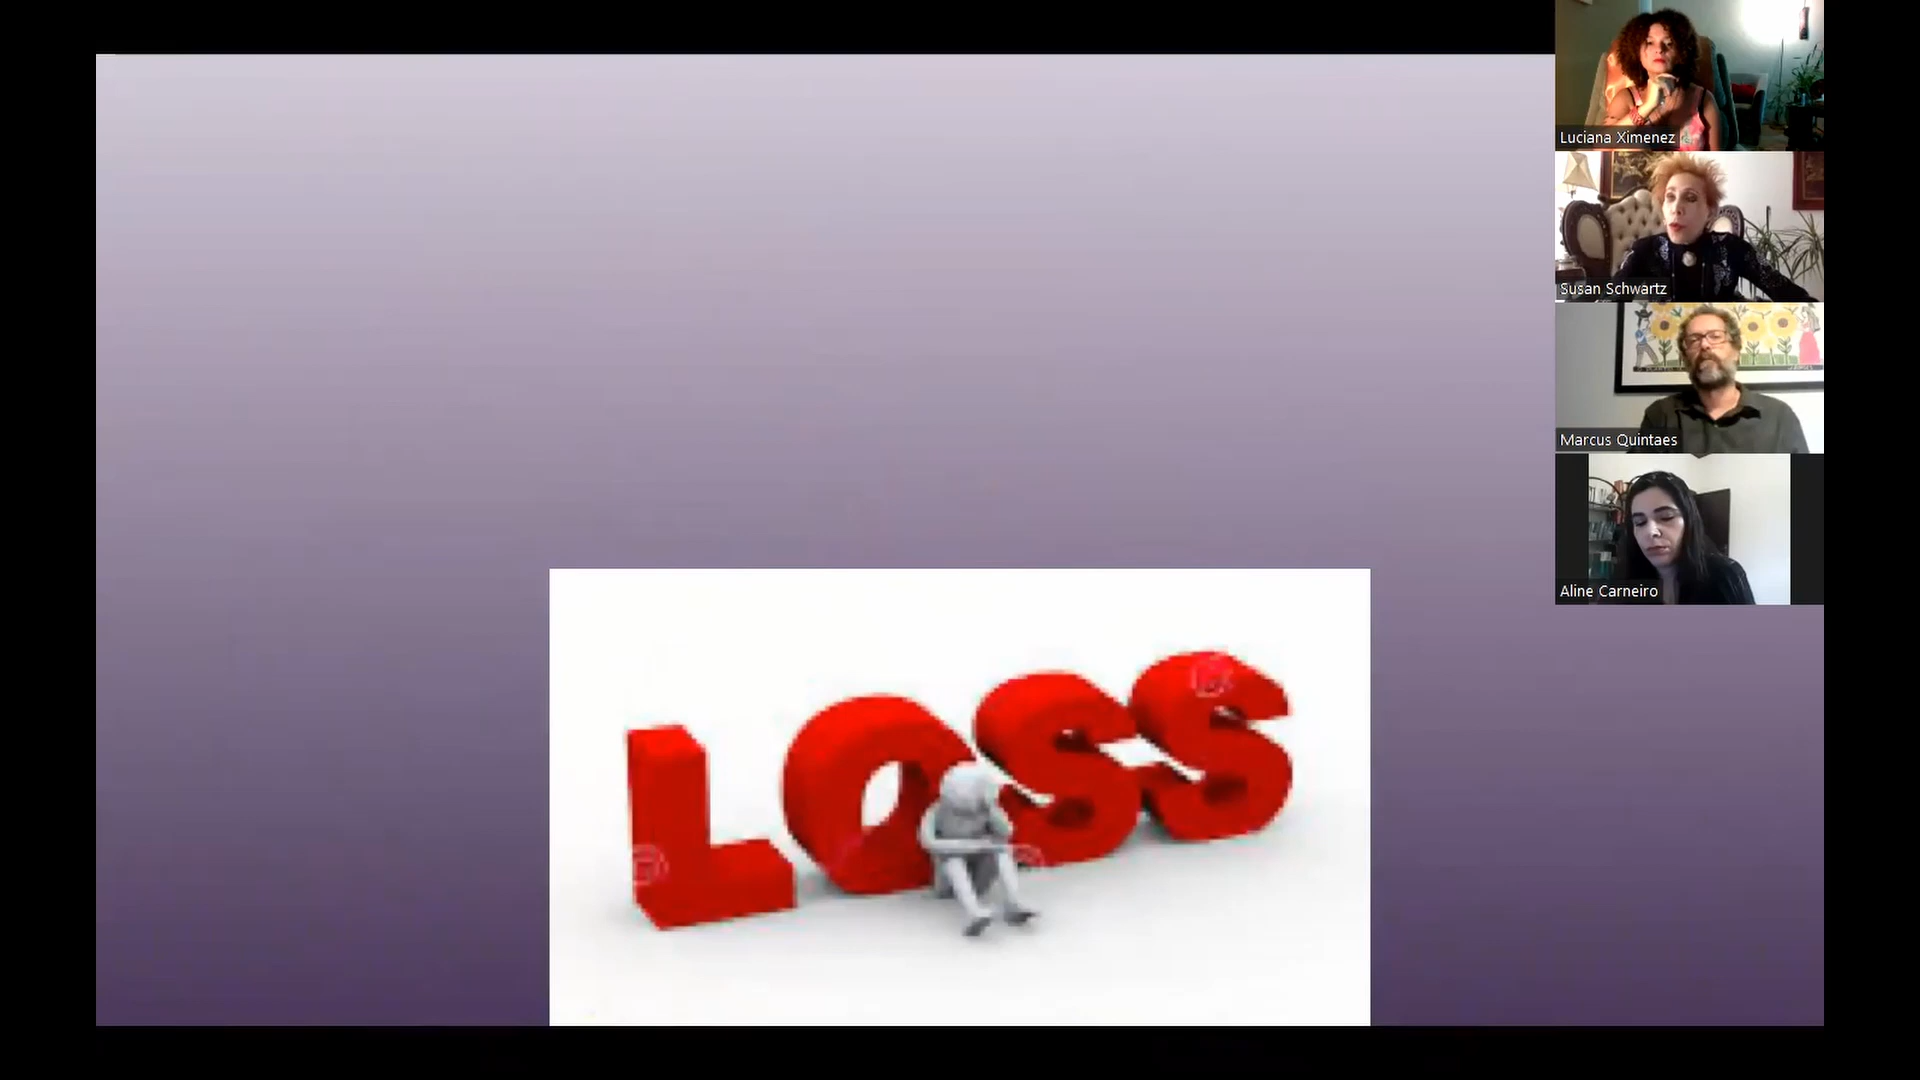 Luciana Ximenez
Susan Schwartz
Marcus Quintaes
Aline Carneiro
LOSS